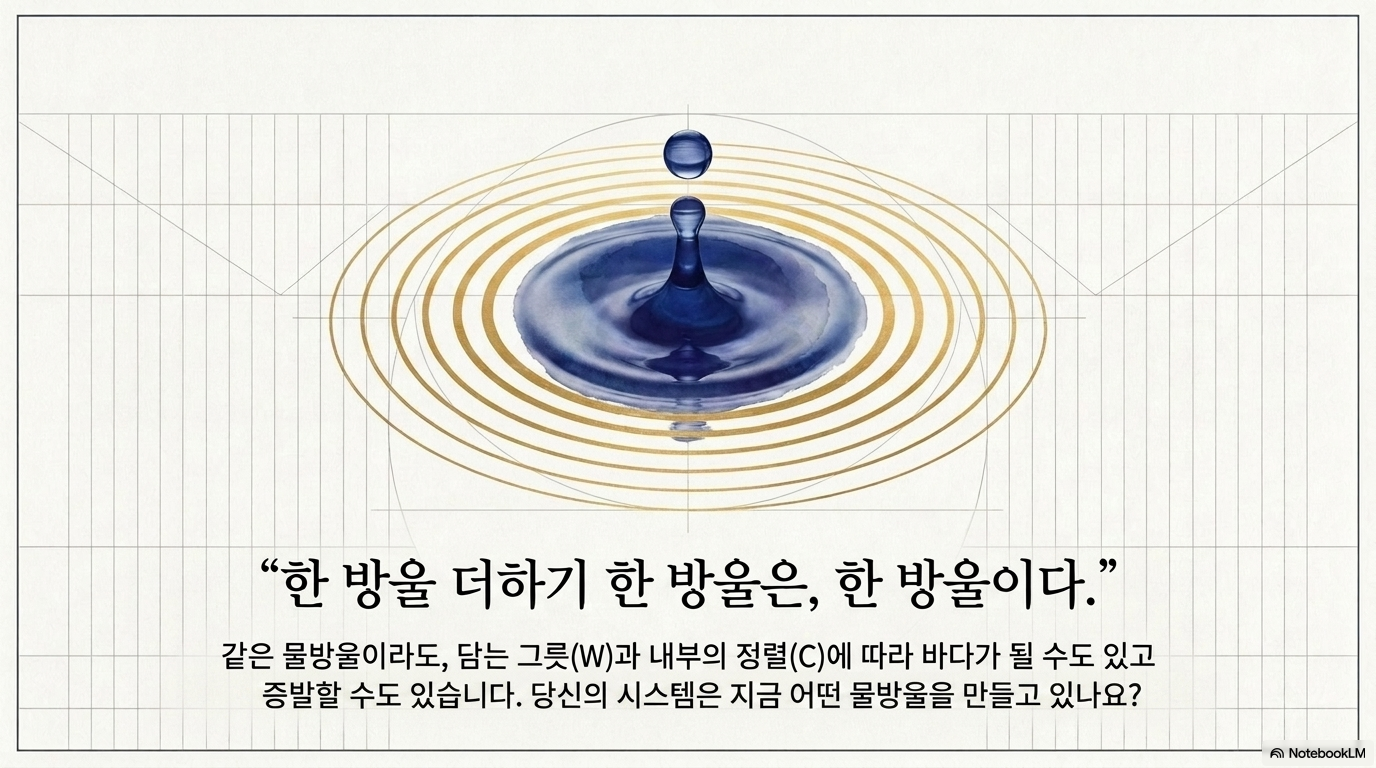 “한 방울 더하기 한 방울은, 한 방울이다.”
같은 물방울이라도, 담는 그릇(W)과 내부의 정렬(C)에 따라 바다가 될 수도 있고
증발할 수도 있습니다. 당신의 시스템은 지금 어떤 물방울을 만들고 있나요?
NotebookLM